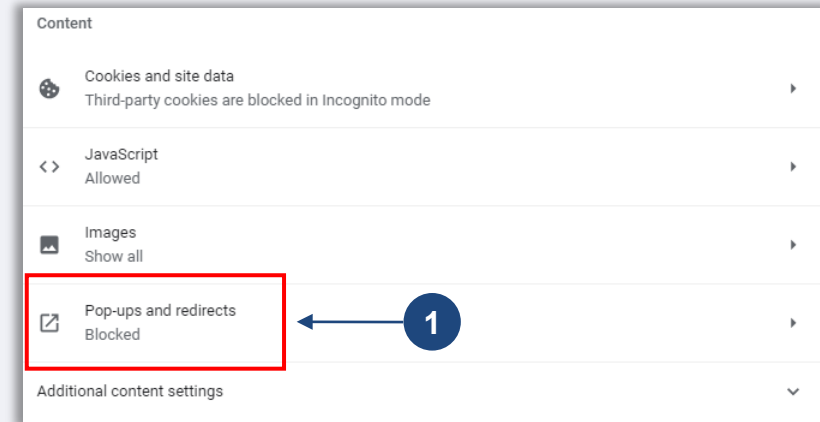 Content
Cookies and site data
Third-party cookies are blocked in Incognito mode
JavaScript
Allowed
Images
Show all
Pop-ups and redirects
Blocked
1
Additional content settings